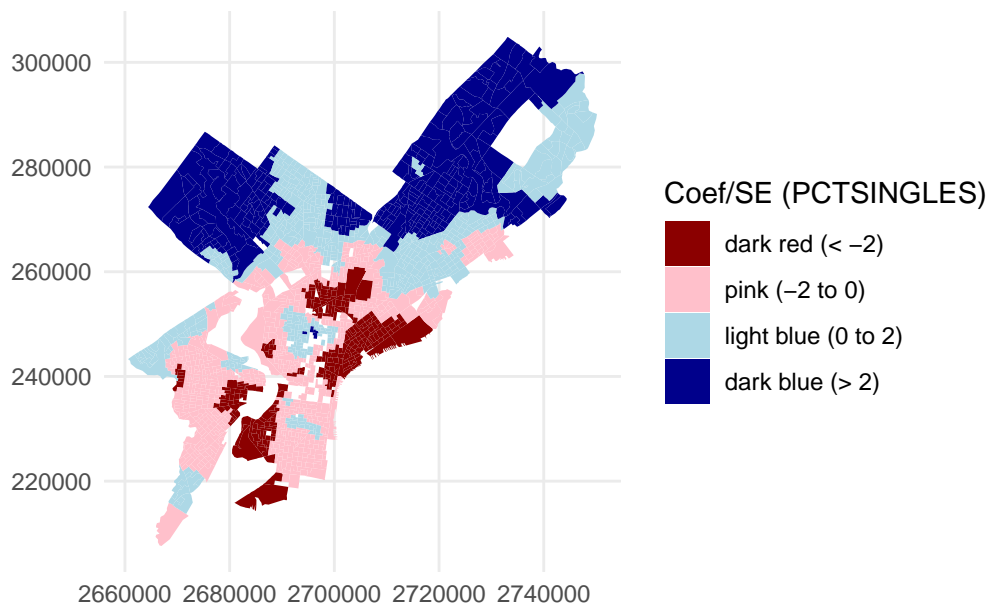 300000
280000
260000
240000
220000
2660000 2680000 2700000 2720000 2740000
Coef/SE (PCTSINGLES)
dark red (< −2)
pink (−2 to 0)
light blue (0 to 2)
dark blue (> 2)